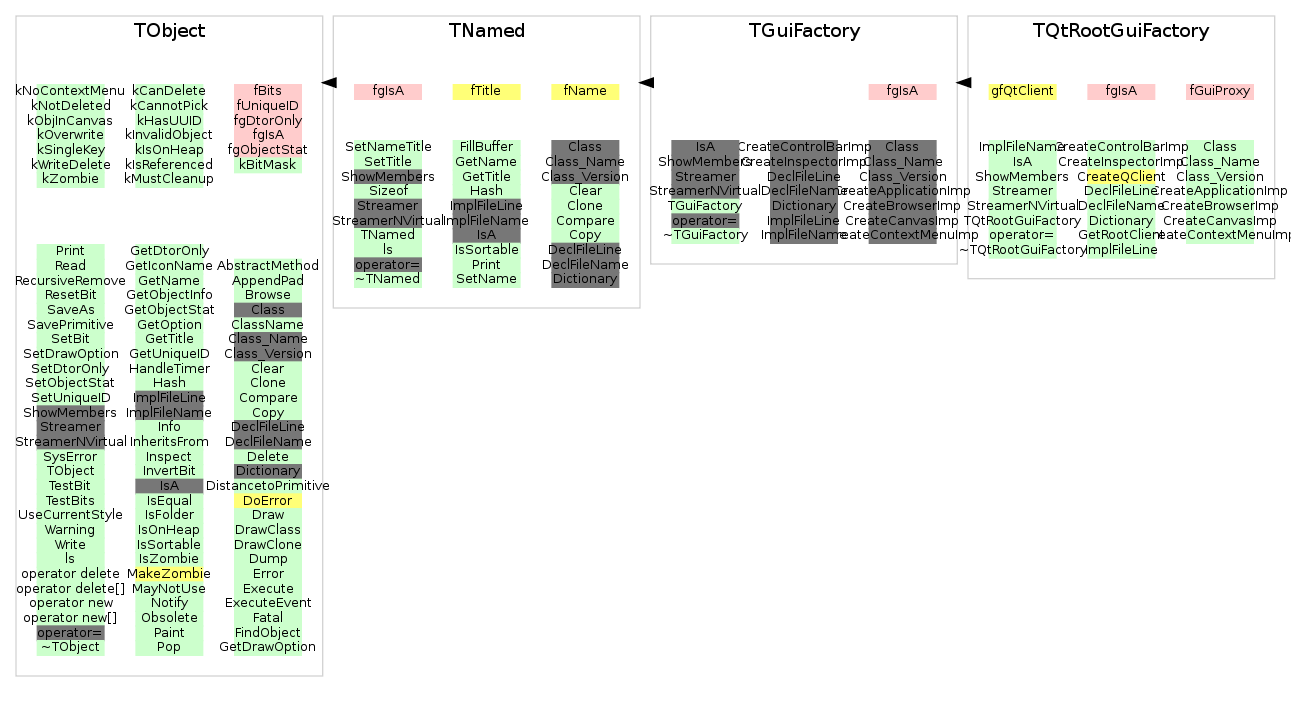 TObject
kNoContextMenu kCanDelete fBits
kNotDeleted kCannotPick fUniqueID
kObjInCanvas kHasUUID fgDtorOnly
kOverwrite kInvalidObject fgIsA
kSingleKey kIsOnHeap fgObjectStat
kWriteDelete kIsReferenced kBitMask
kZombie kMustCleanup
Print GetDtorOnly
Read GetIconName AbstractMethod
RecursiveRemove GetName AppendPad
ResetBit GetObjectInfo Browse
SaveAs GetObjectStat Class
SavePrimitive GetOption ClassName
SetBit GetTitle Class_Name
SetDrawOption GetUniqueID Class_Version
SetDtorOnly HandleTimer Clear
SetObjectStat Hash Clone
SetUniqueID ImplFileLine Compare
ShowMembers ImplFileName Copy
Streamer Info DeclFileLine
StreamerNVirtual InheritsFrom DeclFileName
SysError Inspect Delete
TObject InvertBit Dictionary
TestBit IsA DistancetoPrimitive
TestBits IsEqual DoError
UseCurrentStyle IsFolder Draw
Warning IsOnHeap DrawClass
Write IsSortable DrawClone
ls IsZombie Dump
operator delete MakeZombie Error
operator delete[] MayNotUse Execute
operator new Notify ExecuteEvent
operator new[] Obsolete Fatal
operator= Paint FindObject
~TObject Pop GetDrawOption
TNamed
fgIsA fTitle fName
SetNameTitle FillBuffer Class
SetTitle GetName Class_Name
ShowMembers GetTitle Class_Version
Sizeof Hash Clear
Streamer ImplFileLine Clone
StreamerNVirtual ImplFileName Compare
TNamed IsA Copy
ls IsSortable DeclFileLine
operator= Print DeclFileName
~TNamed SetName Dictionary
TGuiFactory
fgIsA
IsA CreateControlBarImp Class
ShowMembers CreateInspectorImp Class_Name
Streamer DeclFileLine Class_Version
StreamerNVirtual DeclFileName CreateApplicationImp
TGuiFactory Dictionary CreateBrowserImp
operator= ImplFileLine CreateCanvasImp
~TGuiFactory ImplFileName CreateContextMenuImp
TQtRootGuiFactory
gfQtClient fgIsA fGuiProxy
ImplFileName CreateControlBarImp Class
IsA CreateInspectorImp Class_Name
ShowMembers CreateQClient Class_Version
Streamer DeclFileLine CreateApplicationImp
StreamerNVirtual DeclFileName CreateBrowserImp
TQtRootGuiFactory Dictionary CreateCanvasImp
operator= GetRootClient CreateContextMenuImp
~TQtRootGuiFactory ImplFileLine